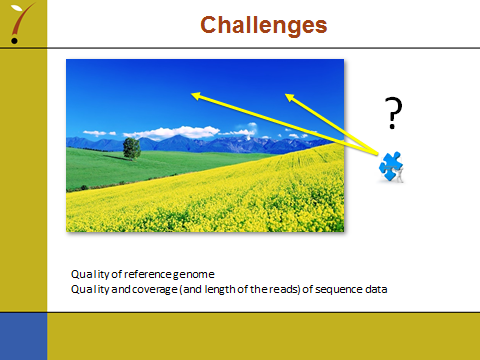 Challenges
?
Quality of reference genome
Quality and coverage (and length of the reads) of sequence data